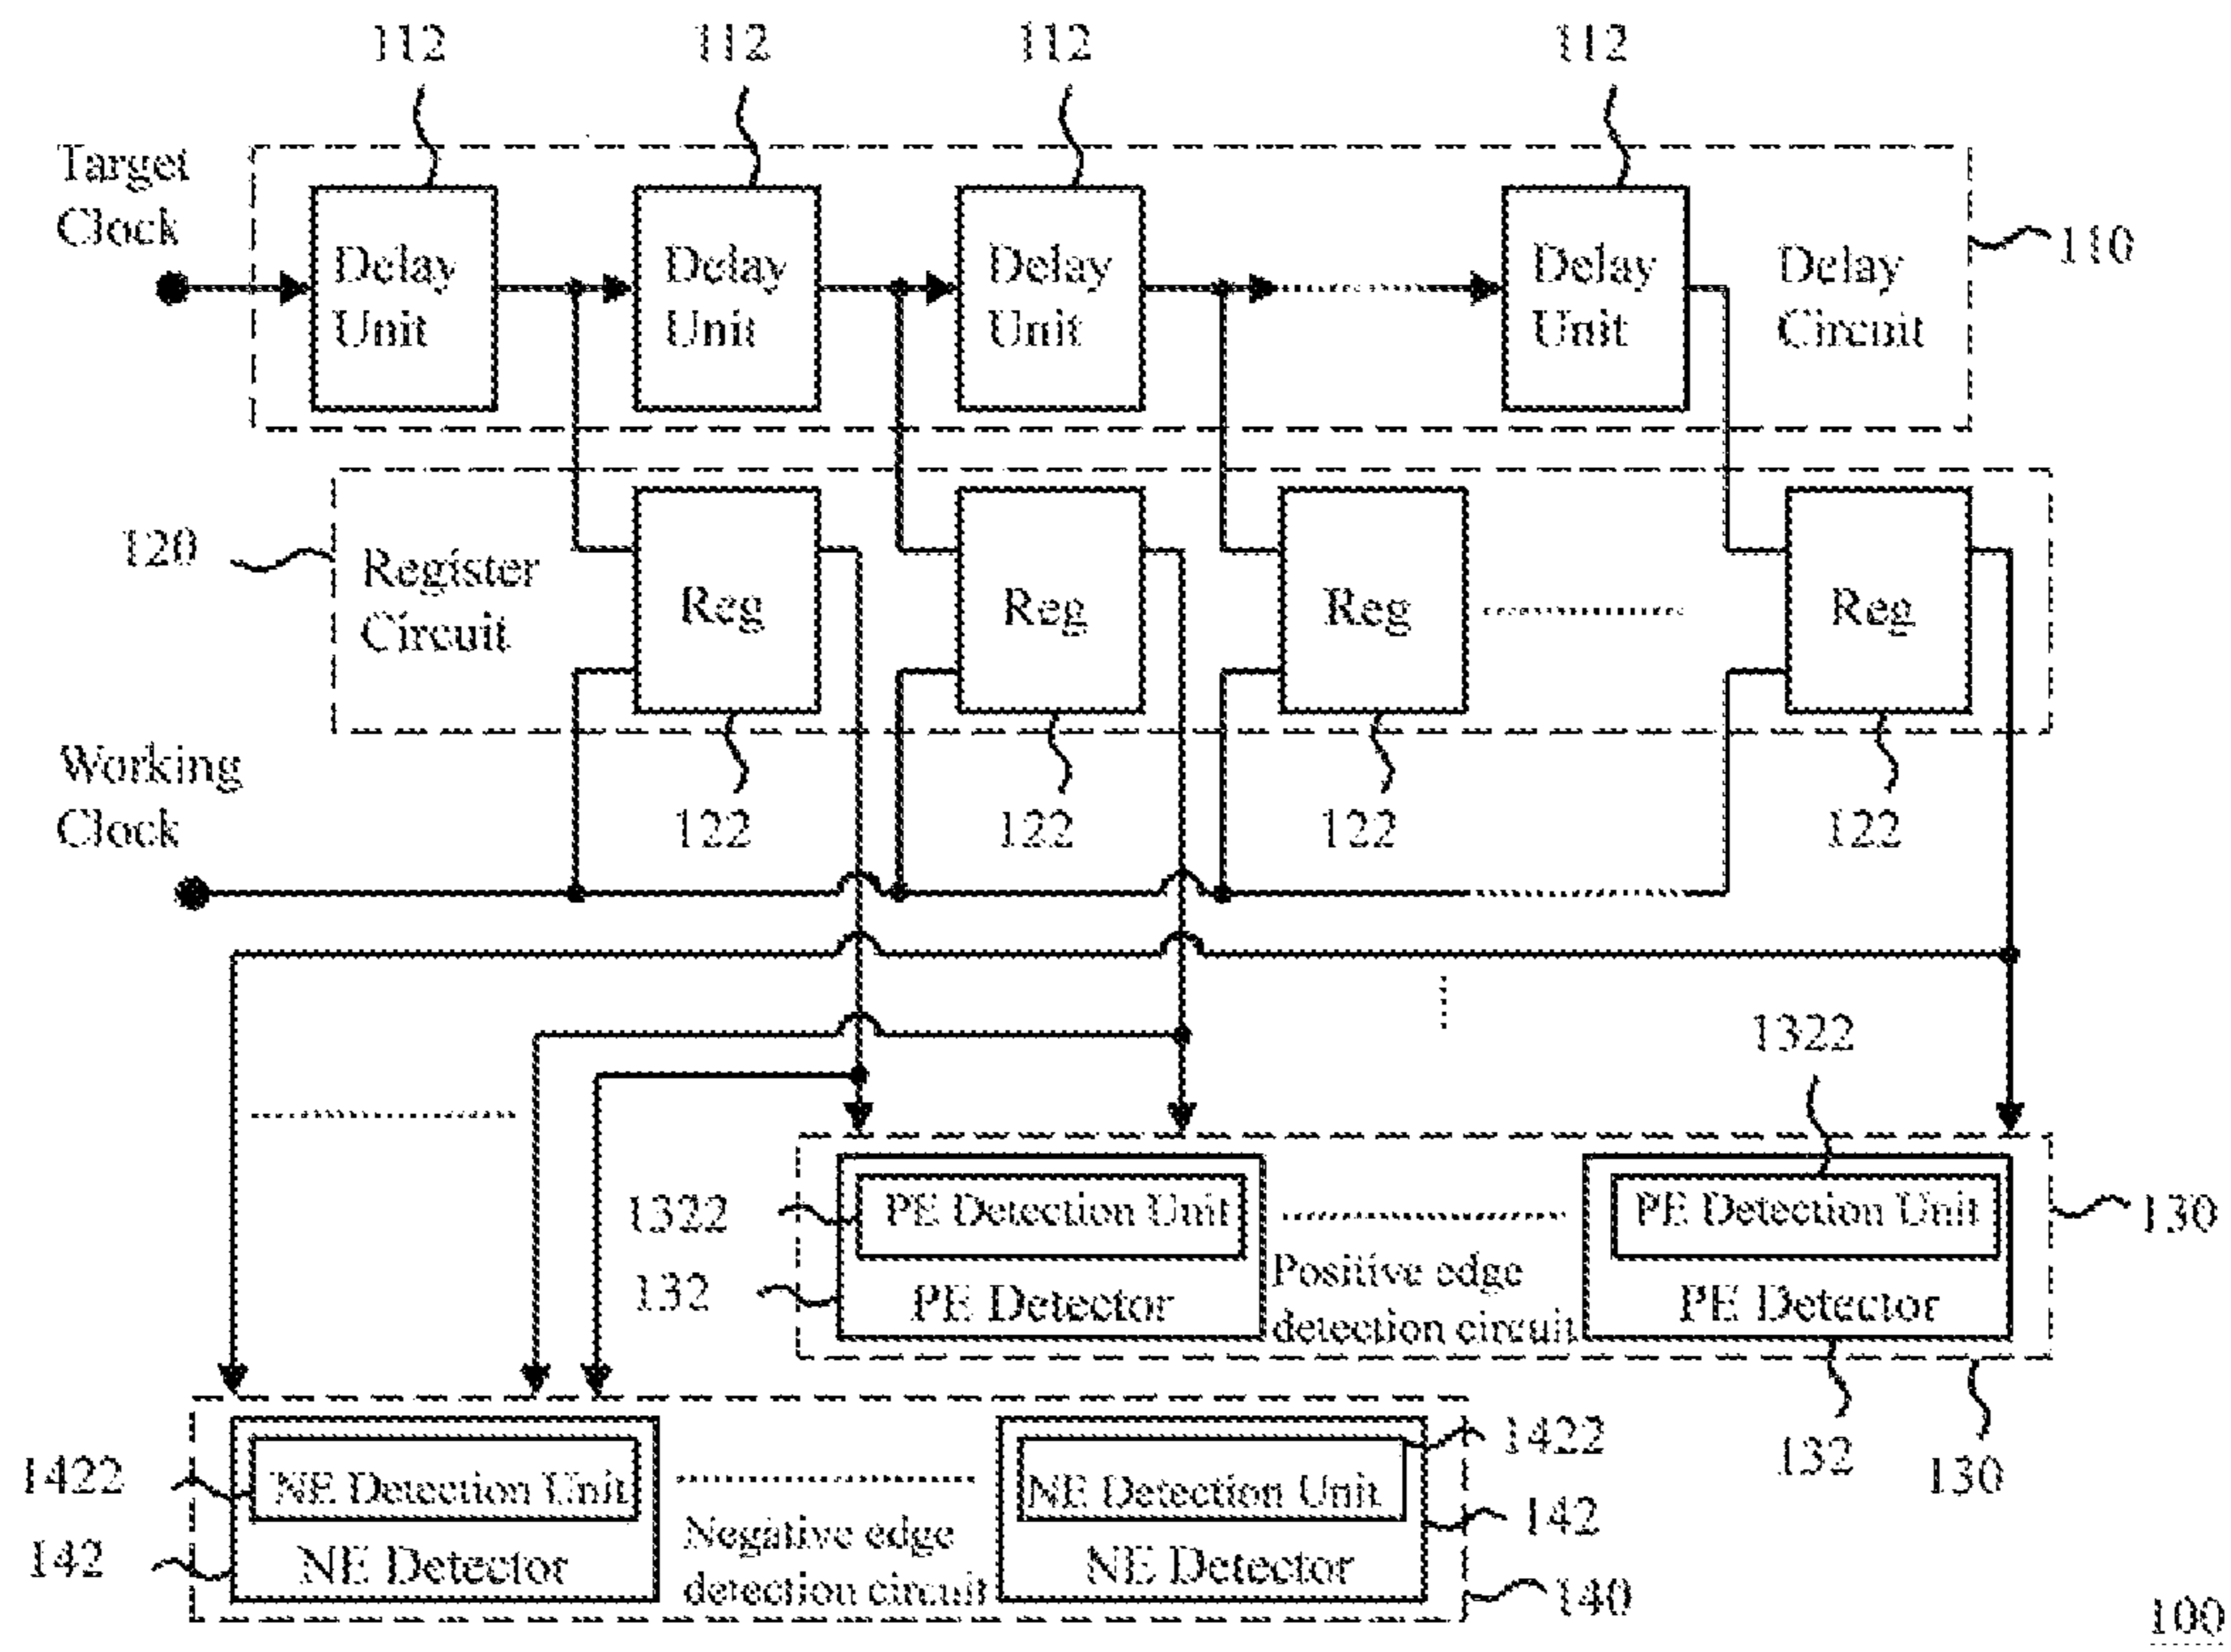 112 112 112 112
Target
Clock
Delay
Unit
Delay
Unit
Delay
Unit
Delay
Unit
Delay
Circuit
110
120
Register
Circuit
Reg
Reg
Reg
Reg
Working
Clock
122 122 122 122
1322
1322
PE Detection Unit
PE Detection Unit
130
132
PE Detector
Positive edge
detection circuit
PE Detector
132
130
1422
NE Detection Unit
NE Detection Unit
1422
142
NE Detector
Negative edge
detection circuit
NE Detector
142
140
100